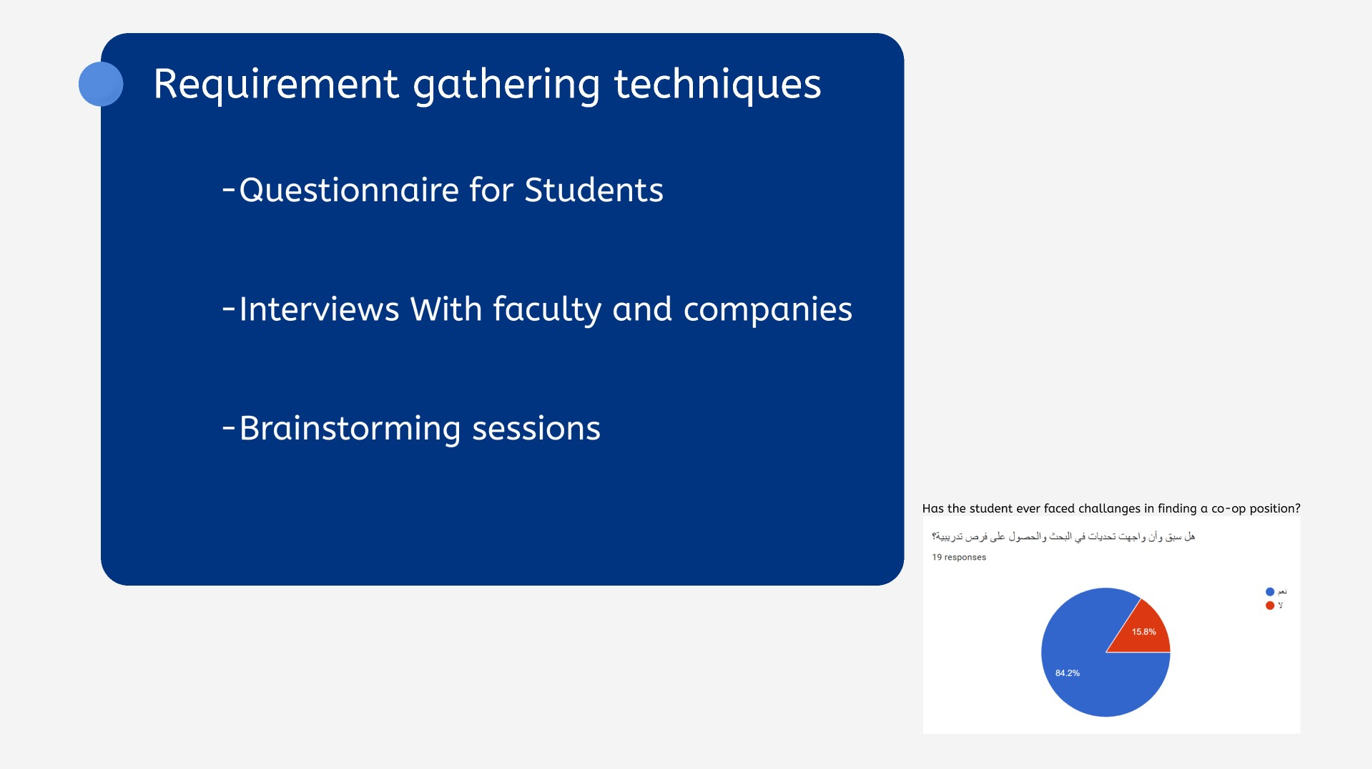 Requirement gathering techniques
-Questionnaire for Students
-Interviews With faculty and companies
-Brainstorming sessions
Has the student ever faced challanges in finding a co-op position?
هل سبق وأن واجهت تحديات في البحث والحصول على فرص تدريبية؟
19 responses
نعم
لا
15.8%
84.2%